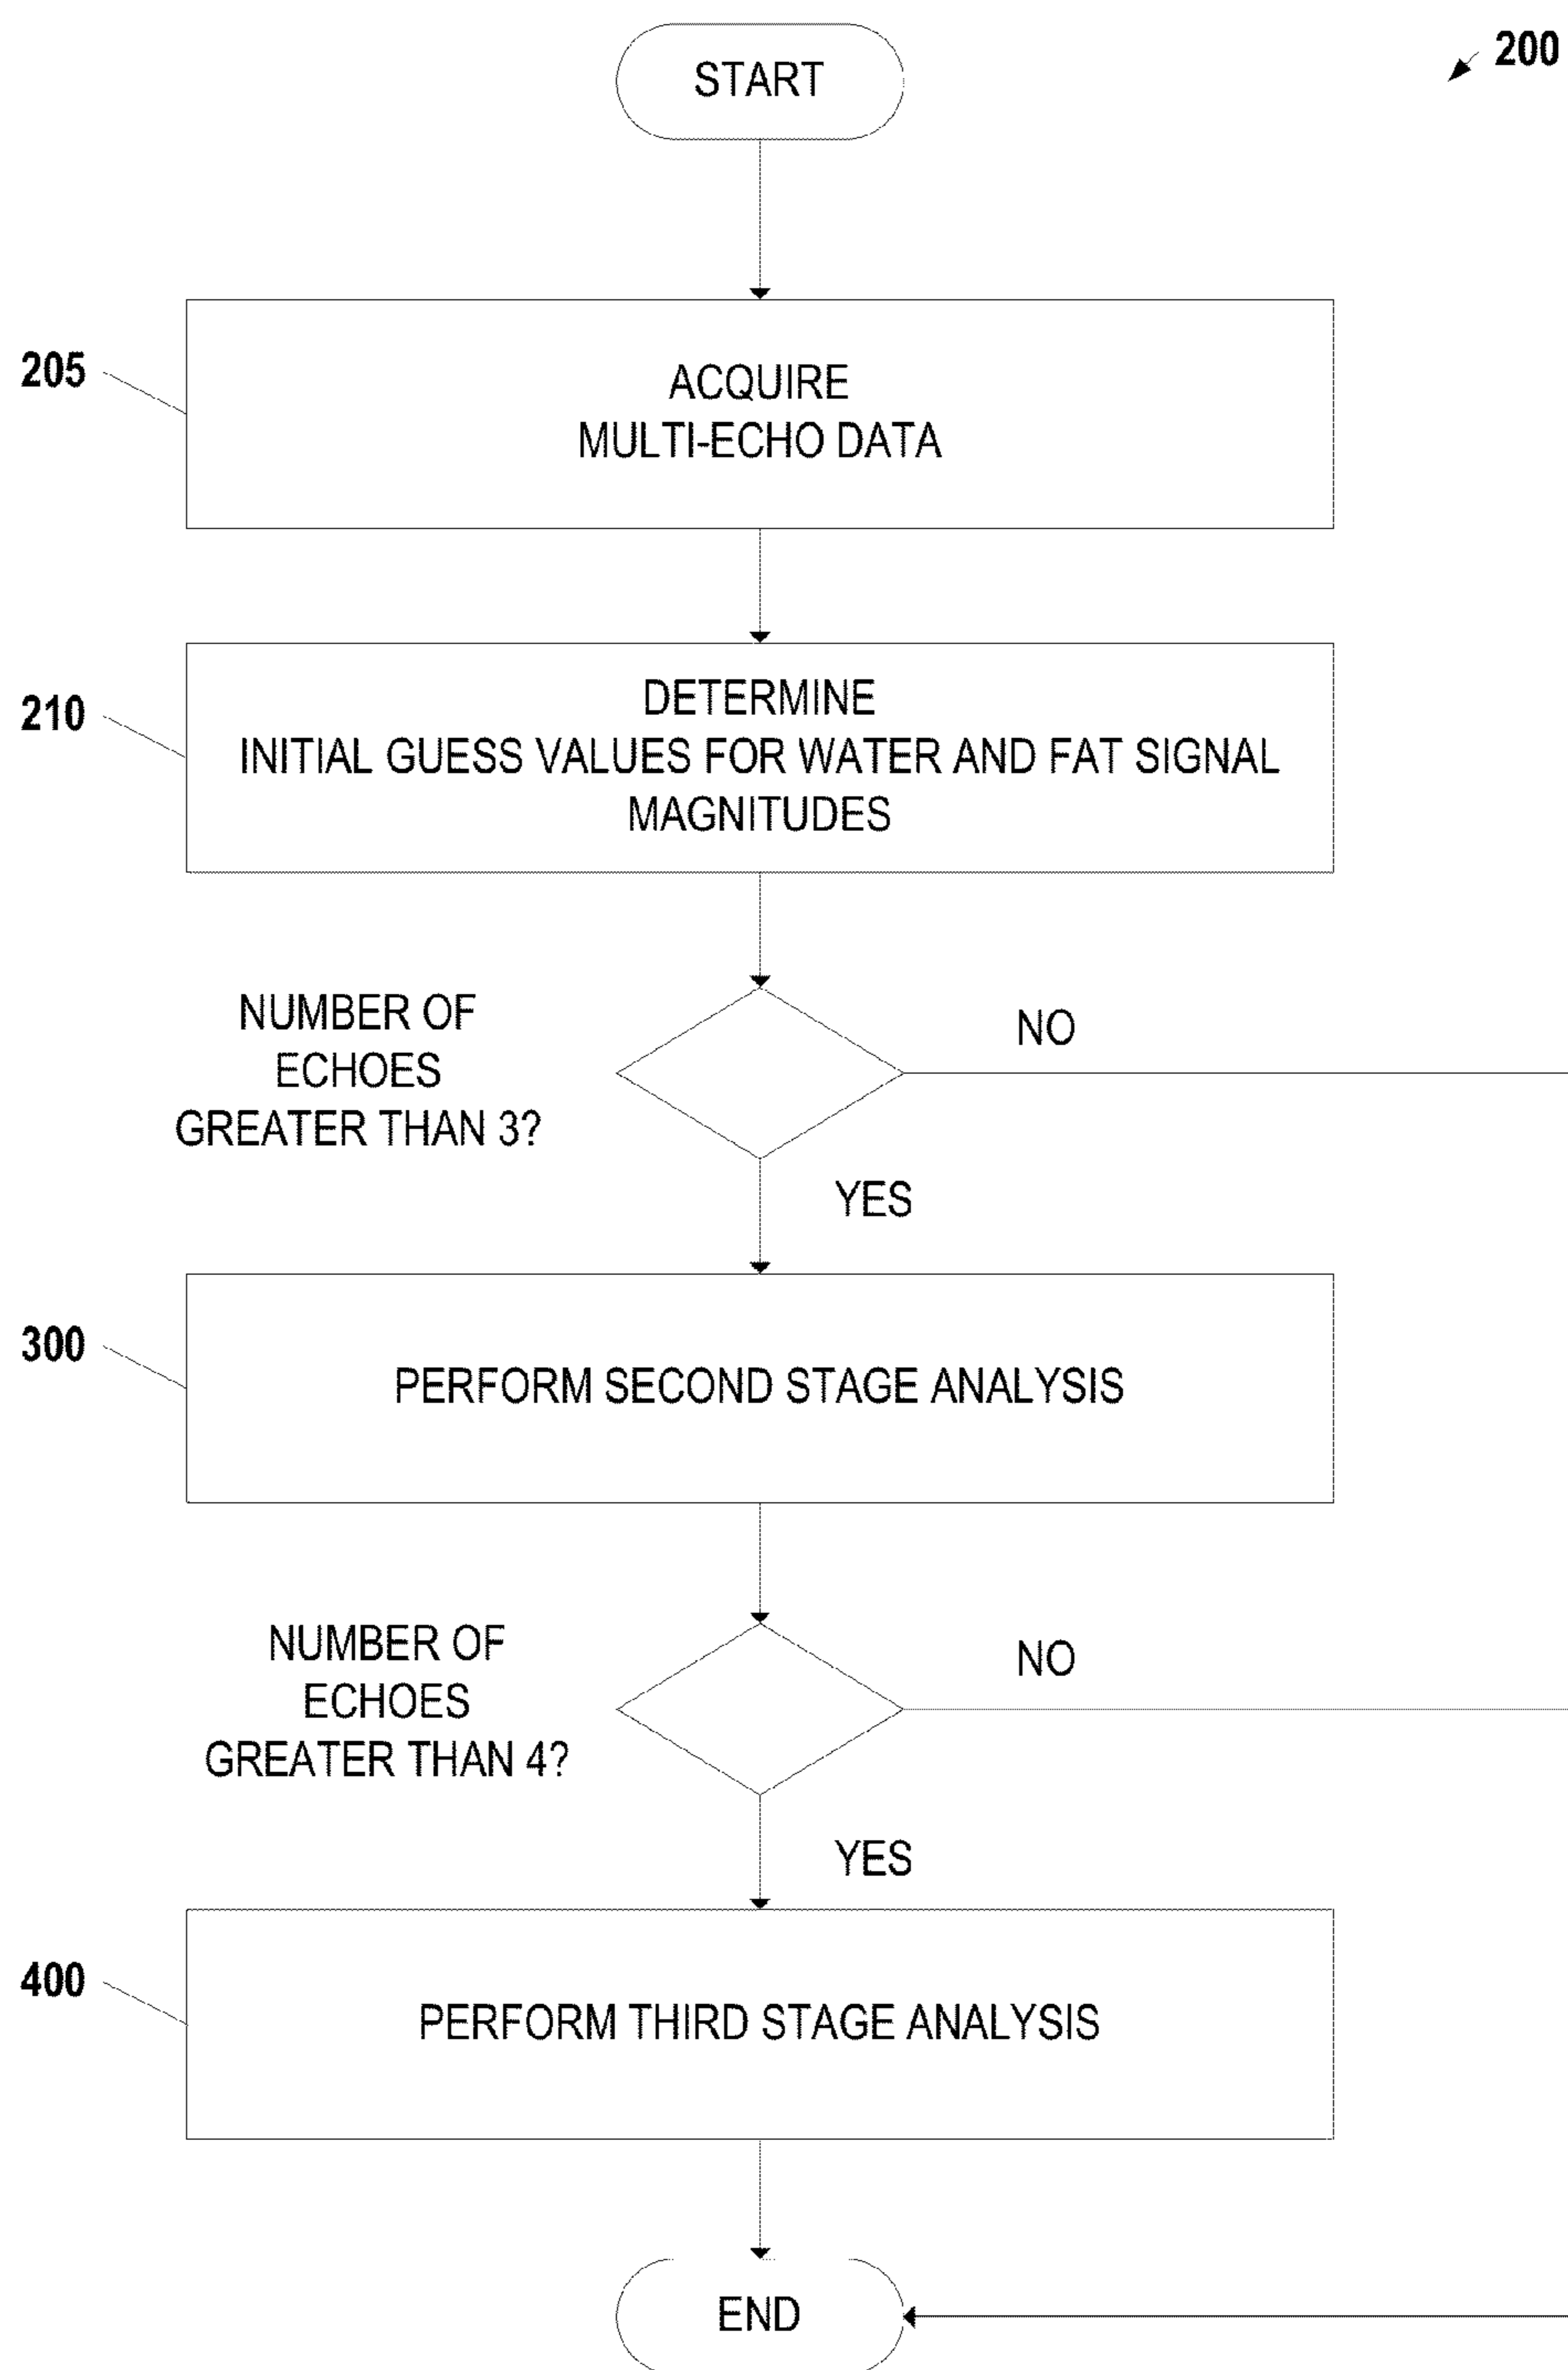 START
200
205
ACQUIRE
MULTI-ECHO DATA
210
DETERMINE
INITIAL GUESS VALUES FOR WATER AND FAT SIGNAL
MAGNITUDES
NUMBER OF
ECHOES
GREATER THAN 3?
NO
YES
300
PERFORM SECOND STAGE ANALYSIS
NUMBER OF
ECHOES
GREATER THAN 4?
NO
YES
400
PERFORM THIRD STAGE ANALYSIS
END